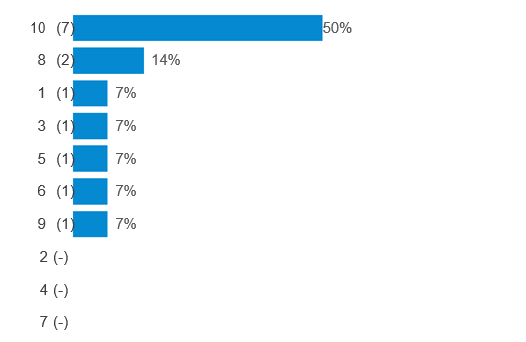 10 (7) 50%
8 (2) 14%
1 (1) 7%
3 (1) 7%
5 (1) 7%
6 (1) 7%
9 (1) 7%
2 (-)
4 (-)
7 (-)